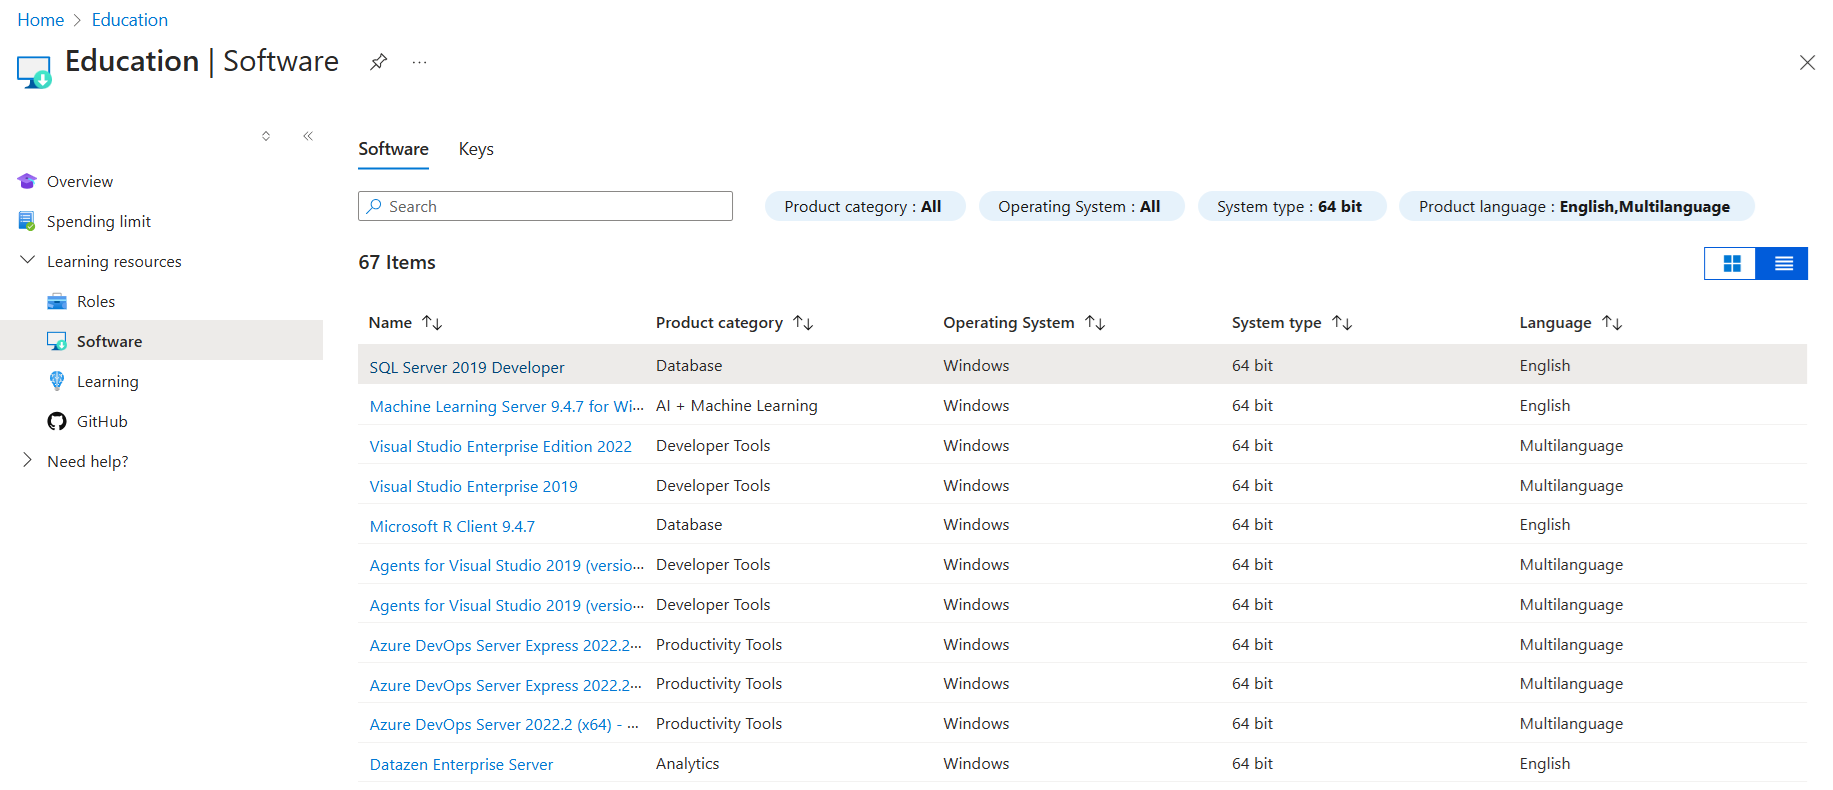 Home > Education
Education | Software
Overview
Spending limit
Learning resources
Roles
Software
Learning
GitHub
Need help?
Software Keys
Search
Product category : All Operating System : All System type : 64 bit Product language : English,Multilanguage
67 Items
Name Product category Operating System System type Language
SQL Server 2019 Developer Database Windows 64 bit English
Machine Learning Server 9.4.7 for Wi... AI + Machine Learning Windows 64 bit English
Visual Studio Enterprise Edition 2022 Developer Tools Windows 64 bit Multilanguage
Visual Studio Enterprise 2019 Developer Tools Windows 64 bit Multilanguage
Microsoft R Client 9.4.7 Database Windows 64 bit English
Agents for Visual Studio 2019 (versio... Developer Tools Windows 64 bit Multilanguage
Agents for Visual Studio 2019 (versio... Developer Tools Windows 64 bit Multilanguage
Azure DevOps Server Express 2022.2... Productivity Tools Windows 64 bit Multilanguage
Azure DevOps Server Express 2022.2... Productivity Tools Windows 64 bit Multilanguage
Azure DevOps Server 2022.2 (x64) - ... Productivity Tools Windows 64 bit Multilanguage
Datazen Enterprise Server Analytics Windows 64 bit English